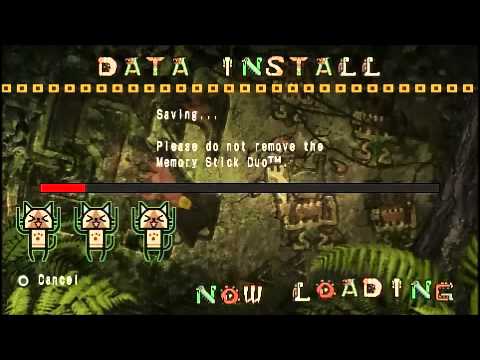 DATA INSTALL
Saving...
Please do not remove the
Memory Stick Duo™.
Cancel
NOW LOADING